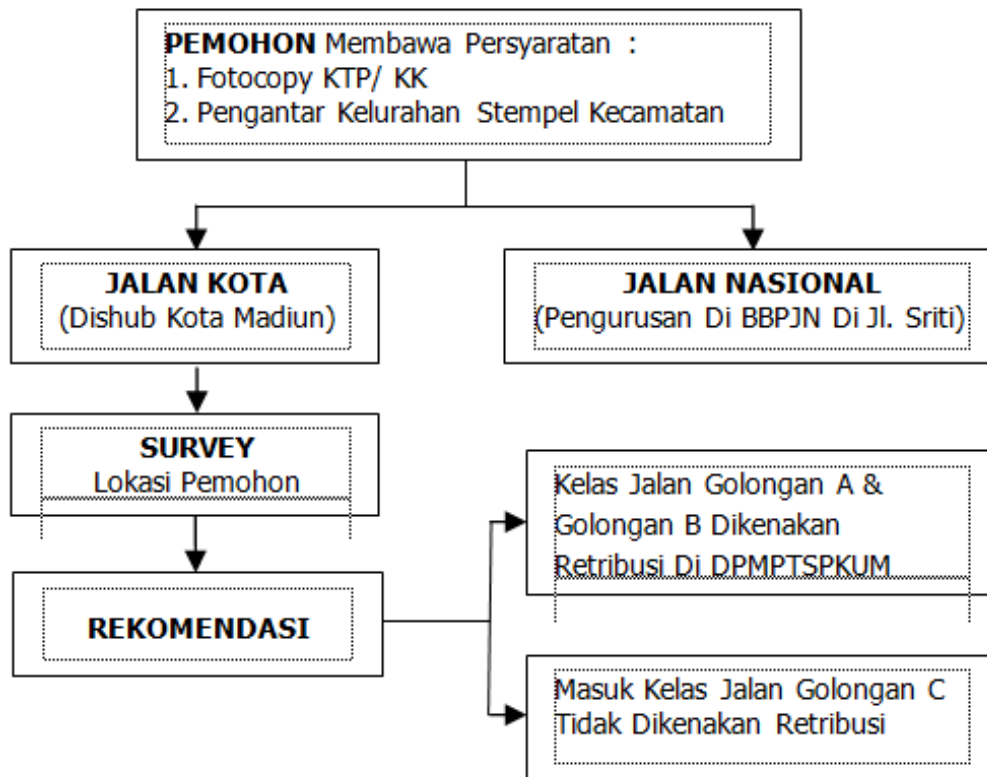 PEMOHON Membawa Persyaratan :
1. Fotocopy KTP/ KK
2. Pengantar Kelurahan Stempel Kecamatan
JALAN KOTA
(Dishub Kota Madiun)
JALAN NASIONAL
(Pengurusan Di BBPJN Di Jl. Sriti)
SURVEY
Lokasi Pemohon
REKOMENDASI
Kelas Jalan Golongan A &
Golongan B Dikenakan
Retribusi Di DPMPTSPKUM
Masuk Kelas Jalan Golongan C
Tidak Dikenakan Retribusi